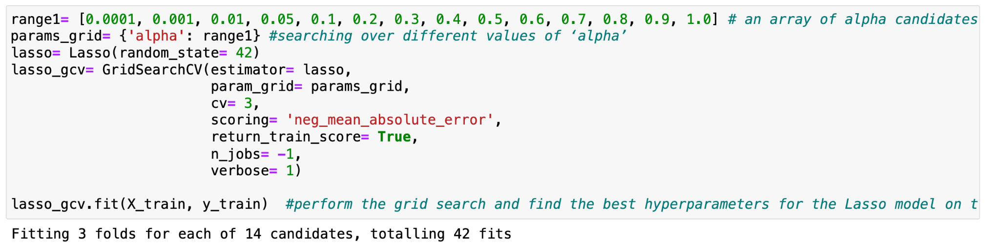 range1= [0.0001, 0.001, 0.01, 0.05, 0.1, 0.2, 0.3, 0.4, 0.5, 0.6, 0.7, 0.8, 0.9, 1.0] # an array of alpha candidates
params_grid= {'alpha': range1} #searching over different values of ‘alpha’
lasso= Lasso(random_state= 42)
lasso_gcv= GridSearchCV(estimator= lasso,
                        param_grid= params_grid,
                        cv= 3,
                        scoring= 'neg_mean_absolute_error',
                        return_train_score= True,
                        n_jobs= -1,
                        verbose= 1)
lasso_gcv.fit(X_train, y_train)  #perform the grid search and find the best hyperparameters for the Lasso model on t
Fitting 3 folds for each of 14 candidates, totalling 42 fits